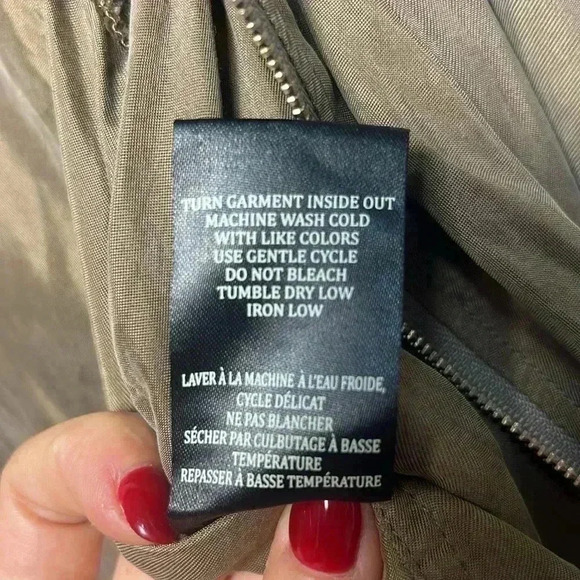 TURN GARMENT INSIDE OUT
MACHINE WASH COLD
WITH LIKE COLORS
USE GENTLE CYCLE
DO NOT BLEACH
TUMBLE DRY LOW
IRON LOW
LAVER À LA MACHINE À L'EAU FROIDE,
CYCLE DÉLICAT
NE PAS BLANCHER
SÉCHER PAR CULBUTAGE À BASSE
TEMPÉRATURE
REPASSER À BASSE TEMPÉRATURE